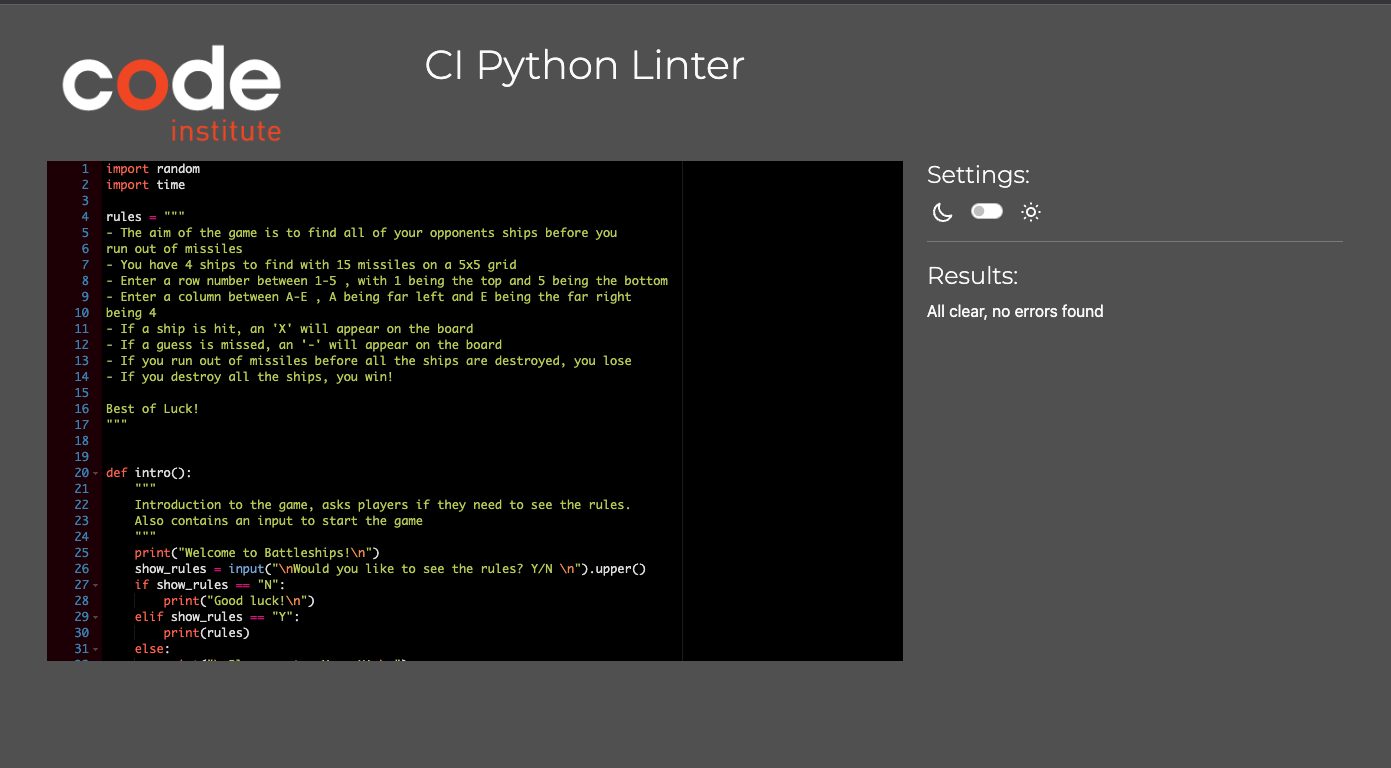 code
institute
CI Python Linter
1 import random
2 import time
3
4 rules = """
5 - The aim of the game is to find all of your opponents ships before you
6 run out of missiles
7 - You have 4 ships to find with 15 missiles on a 5x5 grid
8 - Enter a row number between 1-5 , with 1 being the top and 5 being the bottom
9 - Enter a column between A-E , A being far left and E being the far right
10 being 4
11 - If a ship is hit, an 'X' will appear on the board
12 - If a guess is missed, an '-' will appear on the board
13 - If you run out of missiles before all the ships are destroyed, you lose
14 - If you destroy all the ships, you win!
15
16 Best of Luck!
17 """
18
19
20 def intro():
21     """
22     Introduction to the game, asks players if they need to see the rules.
23     Also contains an input to start the game
24     """
25     print("Welcome to Battleships!\n")
26     show_rules = input("\nWould you like to see the rules? Y/N \n").upper()
27     if show_rules == "N":
28         print("Good luck!\n")
29     elif show_rules == "Y":
30         print(rules)
31     else:
Settings:
Results:
All clear, no errors found